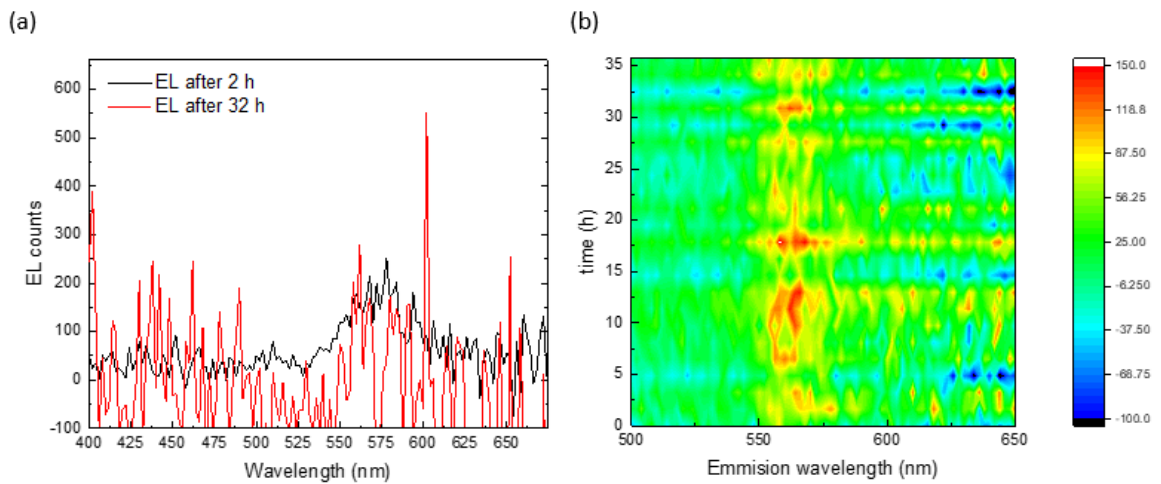 (a)
EL after 2 h
EL after 32 h
600
500
400
300
200
100
0
-100
EL counts
400 425 450 475 500 525 550 575 600 625 650
Wavelength (nm)
(b)
35
30
25
20
15
10
5
0
time (h)
500 550 600 650
Emmision wavelength (nm)
150.0
118.8
87.50
56.25
25.00
-6.250
-37.50
-68.75
-100.0